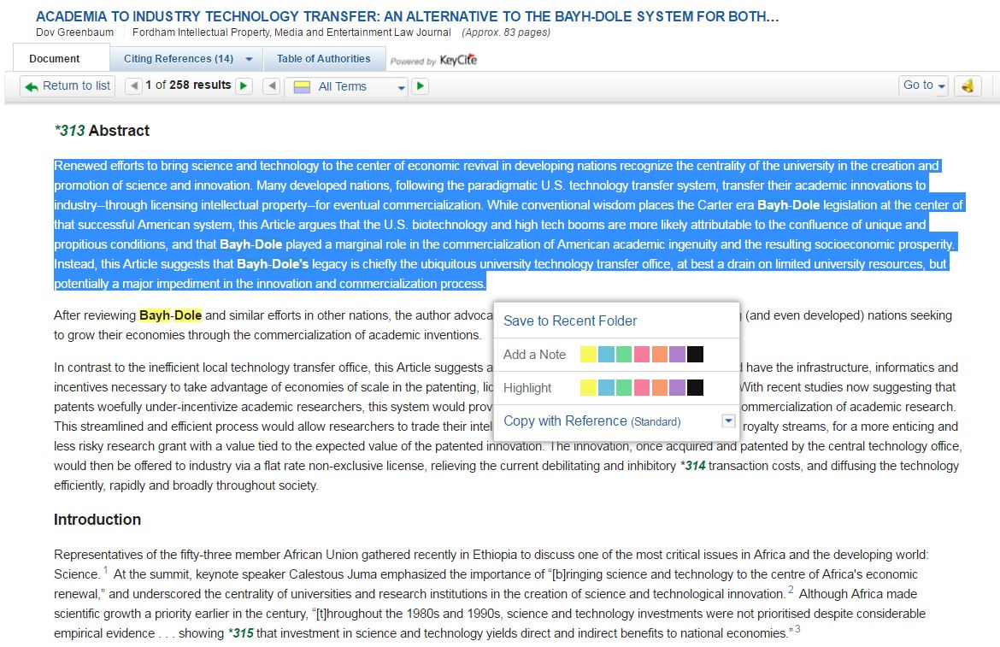 ACADEMIA TO INDUSTRY TECHNOLOGY TRANSFER: AN ALTERNATIVE TO THE BAYH-DOLE SYSTEM FOR BOTH…
Dov Greenbaum Fordham Intellectual Property, Media and Entertainment Law Journal (Approx. 83 pages)
Document Citing References (14) Table of Authorities Powered by KeyCite
Return to list 1 of 258 results All Terms Go to
*313 Abstract
Renewed efforts to bring science and technology to the center of economic revival in developing nations recognize the centrality of the university in the creation and
promotion of science and innovation. Many developed nations, following the paradigmatic U.S. technology transfer system, transfer their academic innovations to
industry--through licensing intellectual property--for eventual commercialization. While conventional wisdom places the Carter era Bayh-Dole legislation at the center of
that successful American system, this Article argues that the U.S. biotechnology and high tech booms are more likely attributable to the confluence of unique and
propitious conditions, and that Bayh-Dole played a marginal role in the commercialization of American academic ingenuity and the resulting socioeconomic prosperity.
Instead, this Article suggests that Bayh-Dole's legacy is chiefly the ubiquitous university technology transfer office, at best a drain on limited university resources, but
potentially a major impediment in the innovation and commercialization process.
After reviewing Bayh-Dole and similar efforts in other nations, the author advoca (and even developed) nations seeking
to grow their economies through the commercialization of academic inventions.
In contrast to the inefficient local technology transfer office, this Article suggests a have the infrastructure, informatics and
incentives necessary to take advantage of economies of scale in the patenting, lic With recent studies now suggesting that
patents woefully under-incentivize academic researchers, this system would prov ommercialization of academic research.
This streamlined and efficient process would allow researchers to trade their intel royalty streams, for a more enticing and
less risky research grant with a value tied to the expected value of the patented innovation. The innovation, once acquired and patented by the central technology office,
would then be offered to industry via a flat rate non-exclusive license, relieving the current debilitating and inhibitory *314 transaction costs, and diffusing the technology
efficiently, rapidly and broadly throughout society.
Save to Recent Folder
Add a Note
Highlight
Copy with Reference (Standard)
Introduction
Representatives of the fifty-three member African Union gathered recently in Ethiopia to discuss one of the most critical issues in Africa and the developing world:
Science. 1 At the summit, keynote speaker Calestous Juma emphasized the importance of “[b]ringing science and technology to the centre of Africa's economic
renewal,” and underscored the centrality of universities and research institutions in the creation of science and technological innovation. 2 Although Africa made
scientific growth a priority earlier in the century, “[t]hroughout the 1980s and 1990s, science and technology investments were not prioritised despite considerable
empirical evidence . . . showing *315 that investment in science and technology yields direct and indirect benefits to national economies.” 3